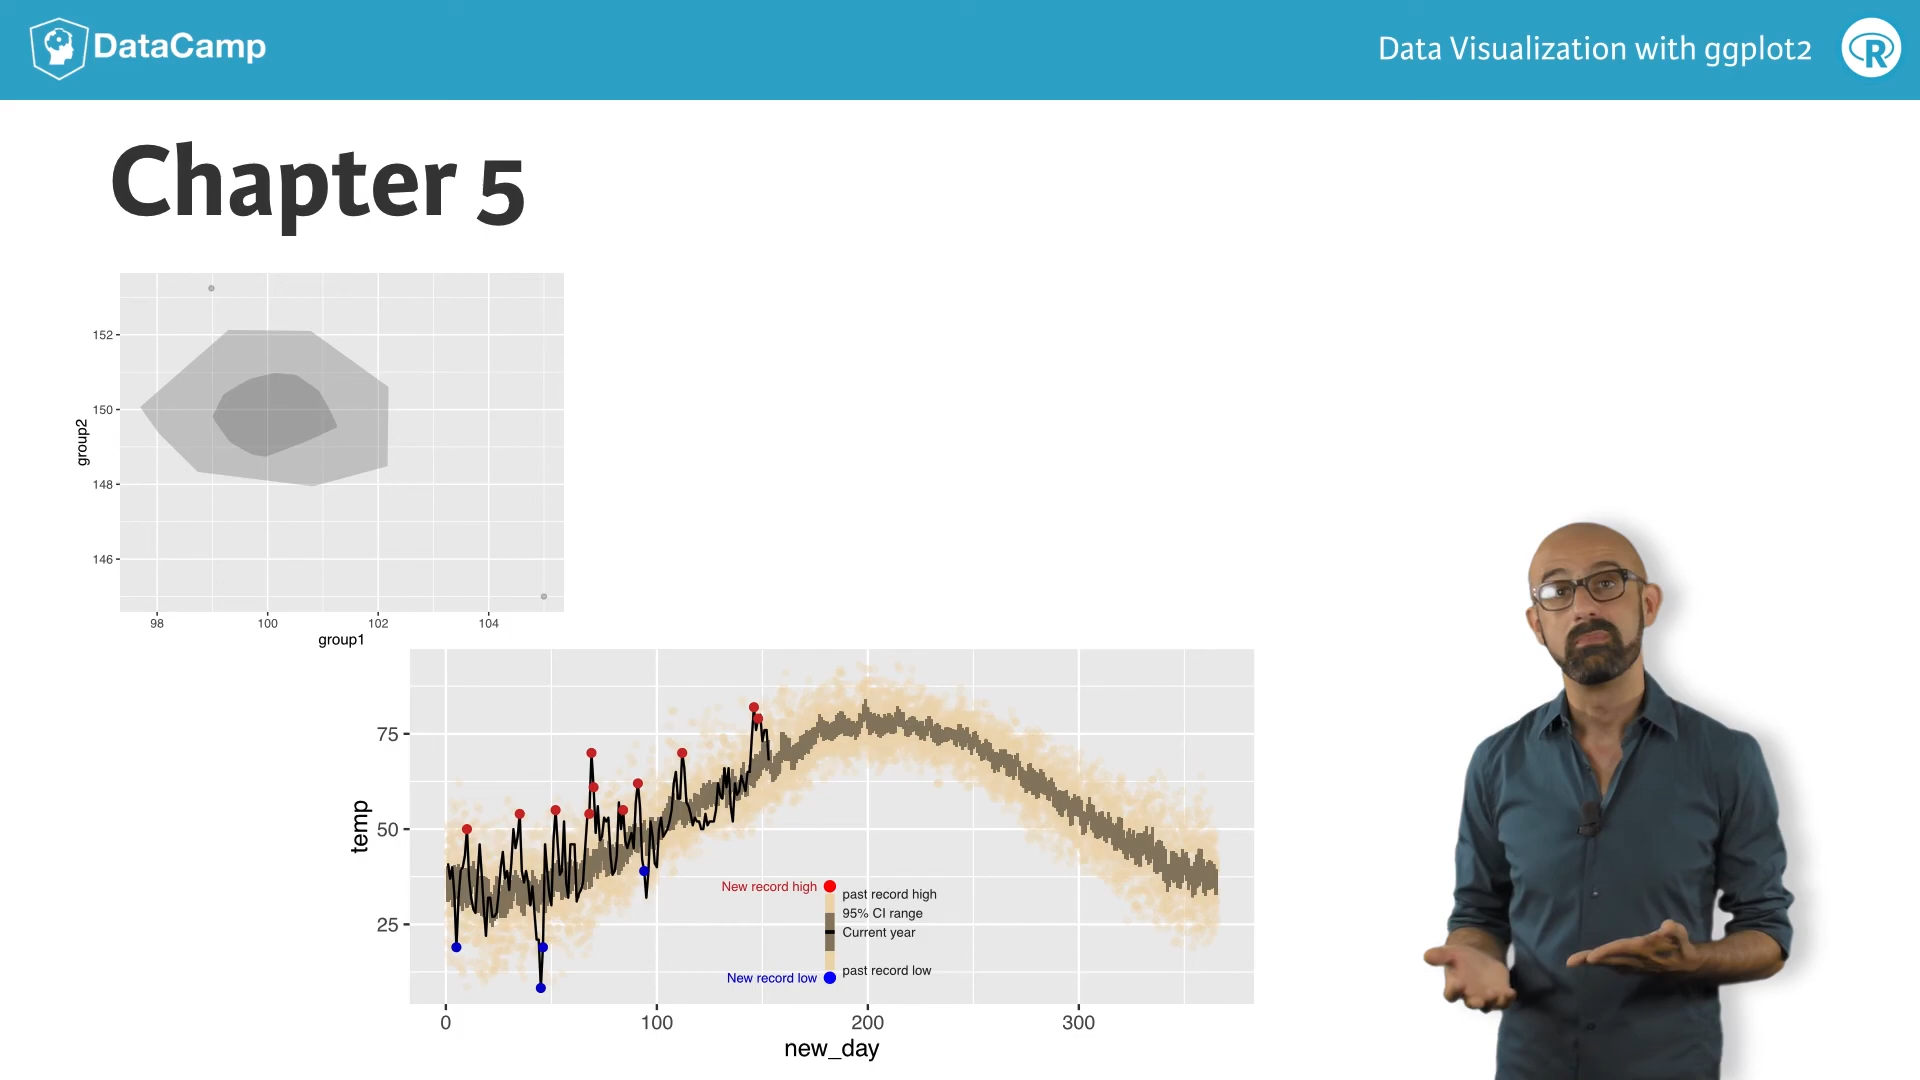 DataCamp
Data Visualization with ggplot2
R
Chapter 5
152
150
148
146
group2
98 100 102 104
group1
75
50
25
temp
New record high
past record high
95% CI range
Current year
past record low
New record low
0 100 200 300
new_day